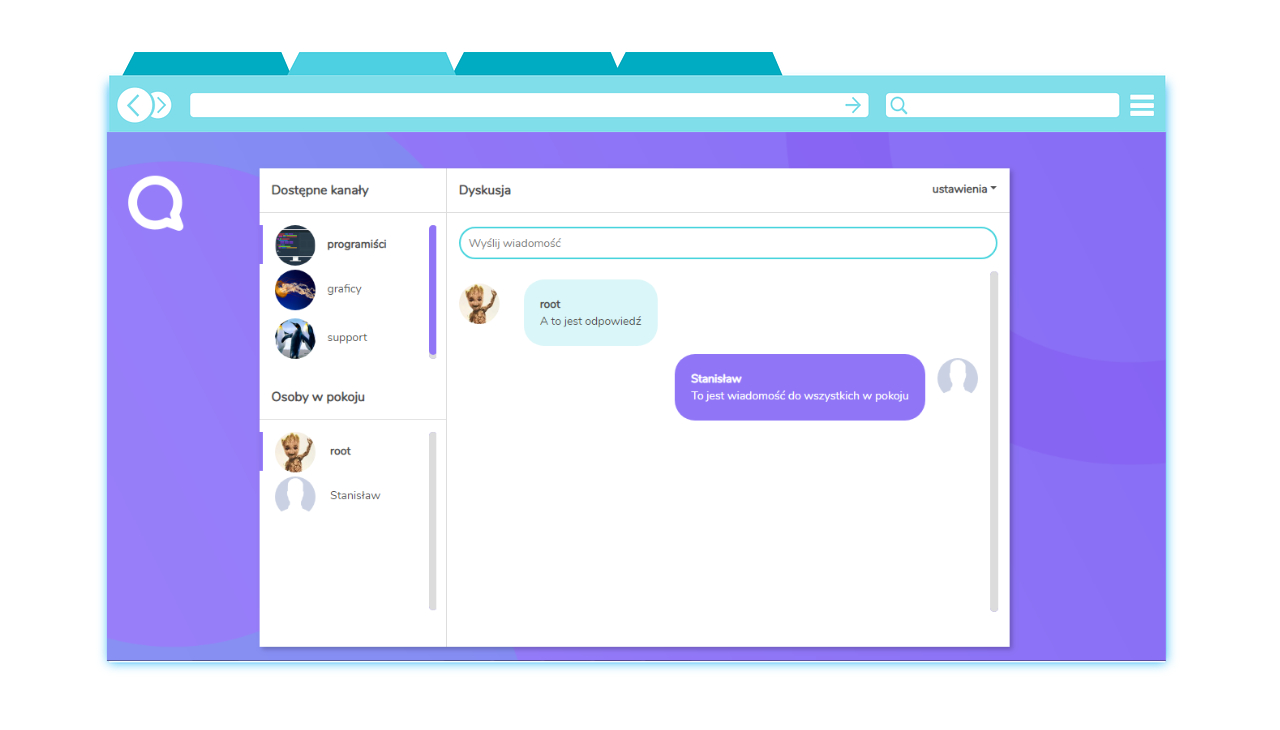 Dostępne kanały
programiści
graficy
support
Osoby w pokoju
root
Stanisław
Dyskusja
ustawienia
Wyślij wiadomość
root
A to jest odpowiedź
Stanisław
To jest wiadomość do wszystkich w pokoju